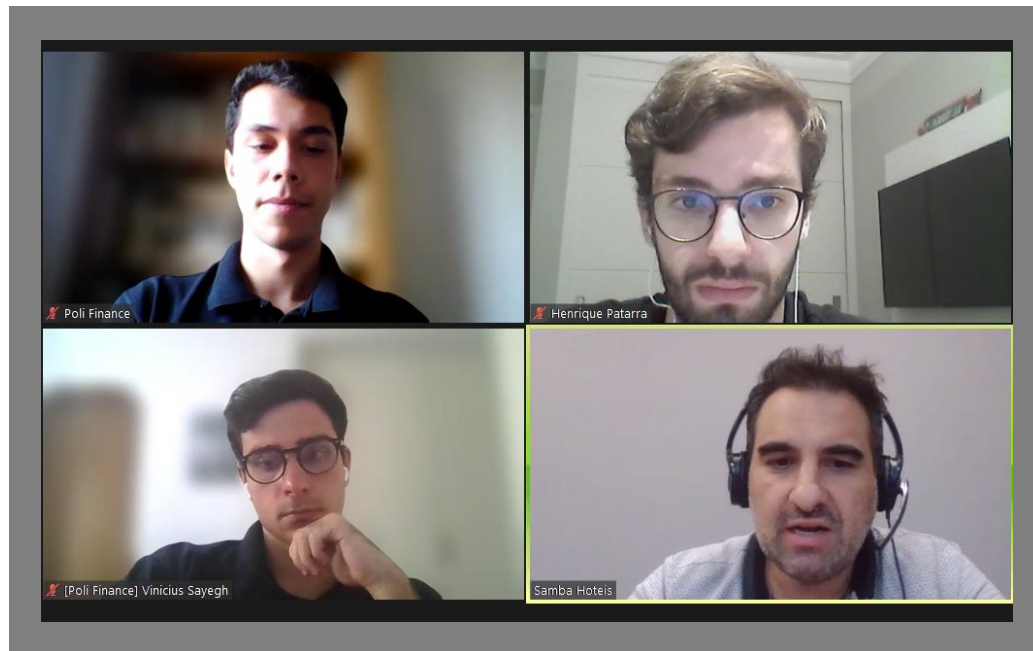 Poli Finance
Henrique Patarra
[Poli Finance] Vinicius Sayegh
Samba Hoteis